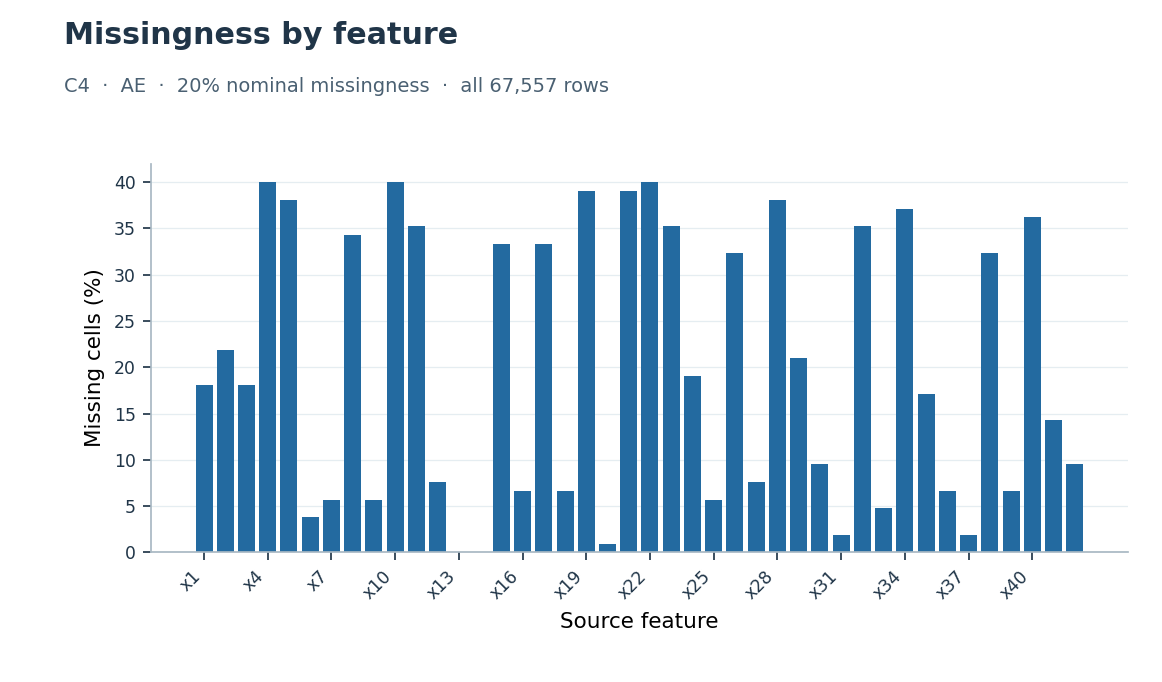 Missingness by feature
C4 · AE · 20% nominal missingness · all 67,557 rows
Missing cells (%)
40
35
30
25
20
15
10
5
0
x1 x4 x7 x10 x13 x16 x19 x22 x25 x28 x31 x34 x37 x40
Source feature